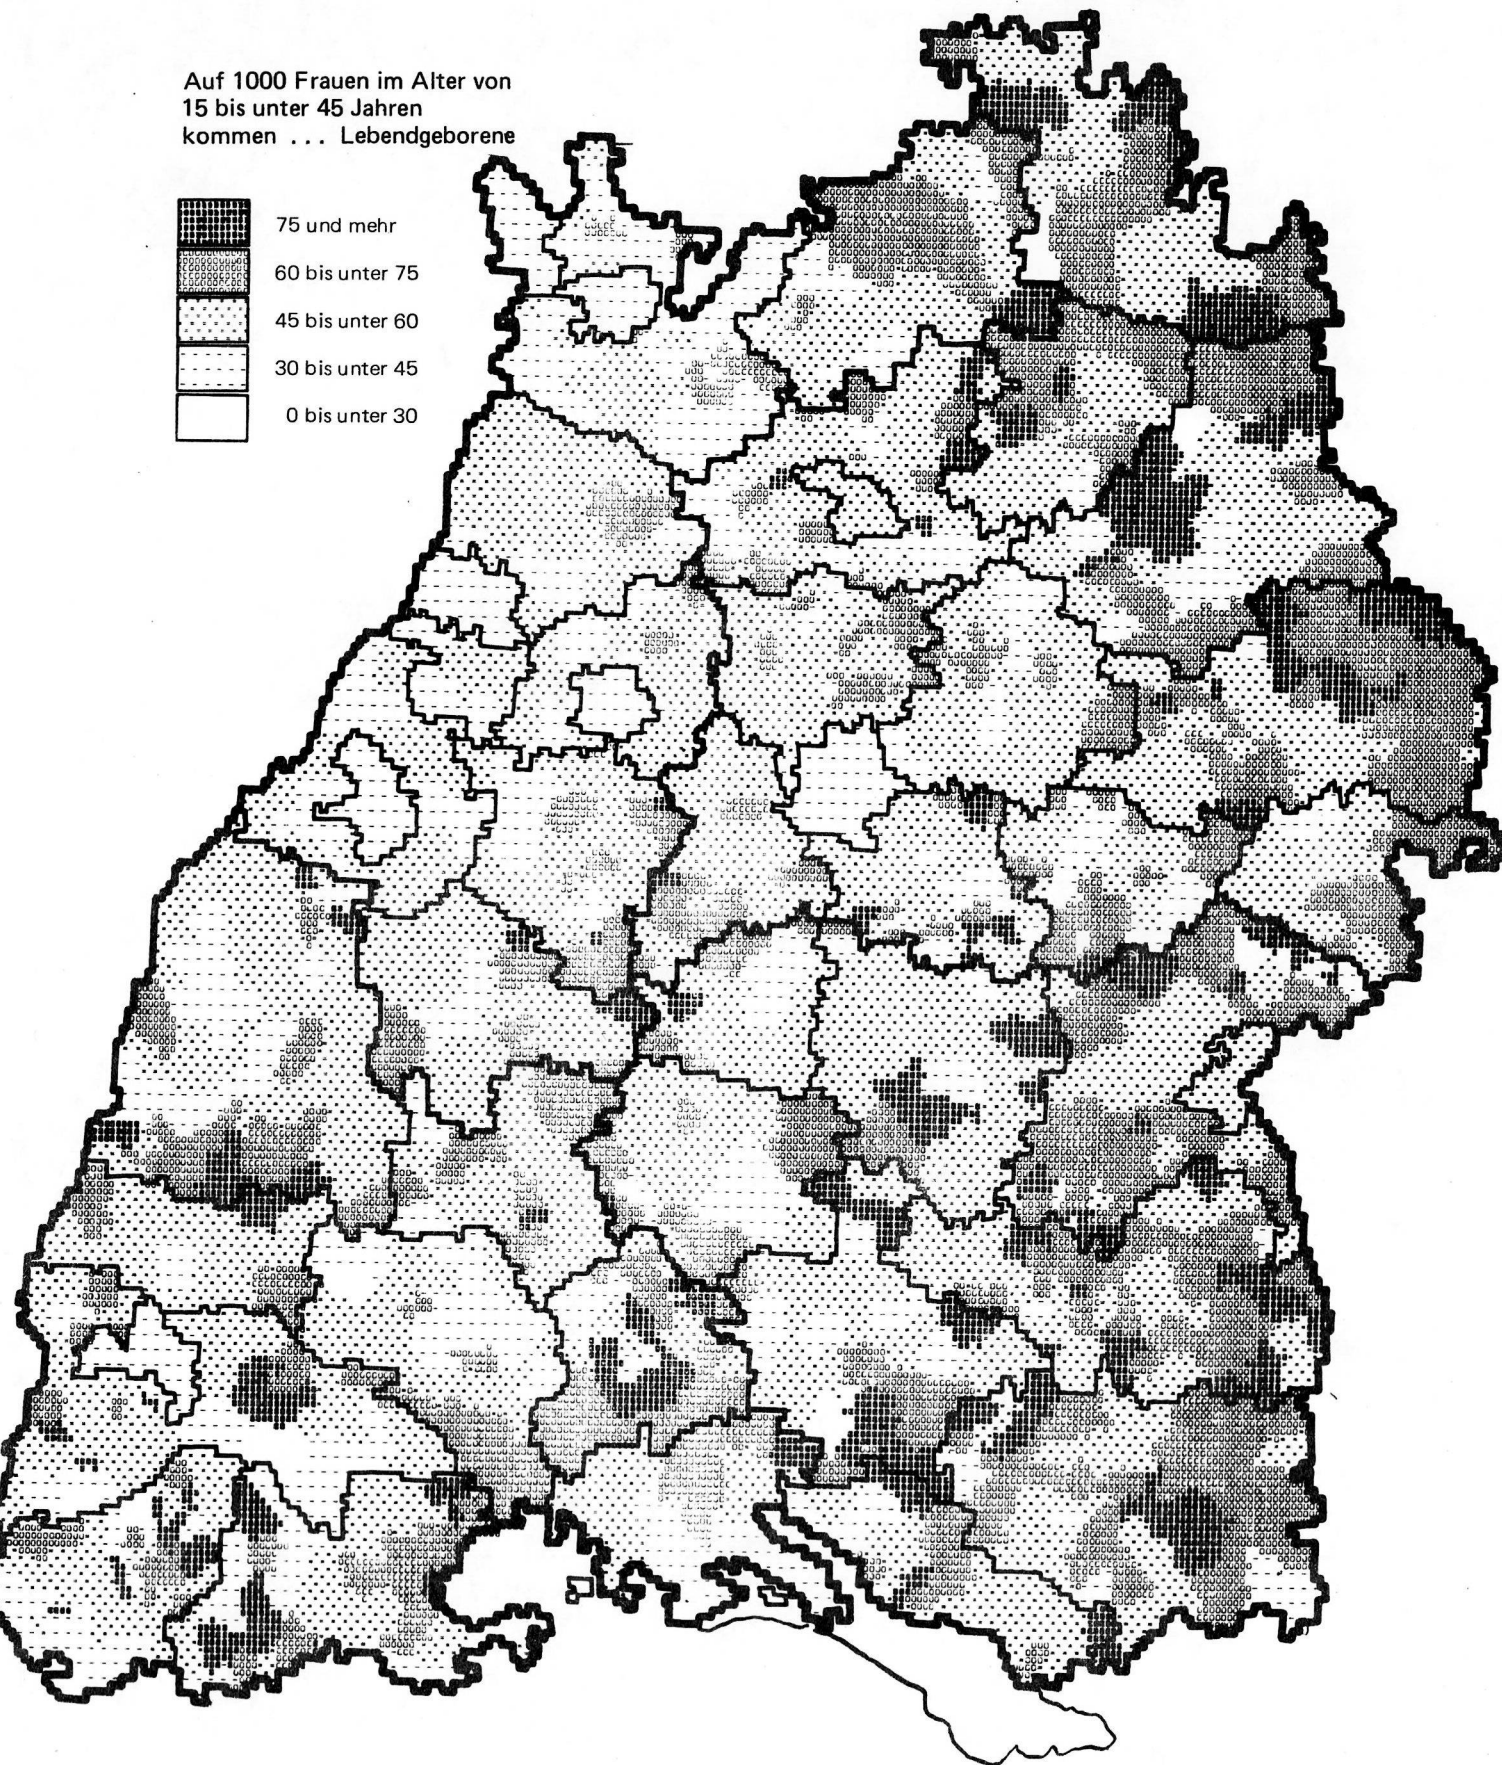 Auf 1000 Frauen im Alter von
15 bis unter 45 Jahren
kommen ... Lebendgeborene
75 und mehr
60 bis unter 75
45 bis unter 60
30 bis unter 45
0 bis unter 30